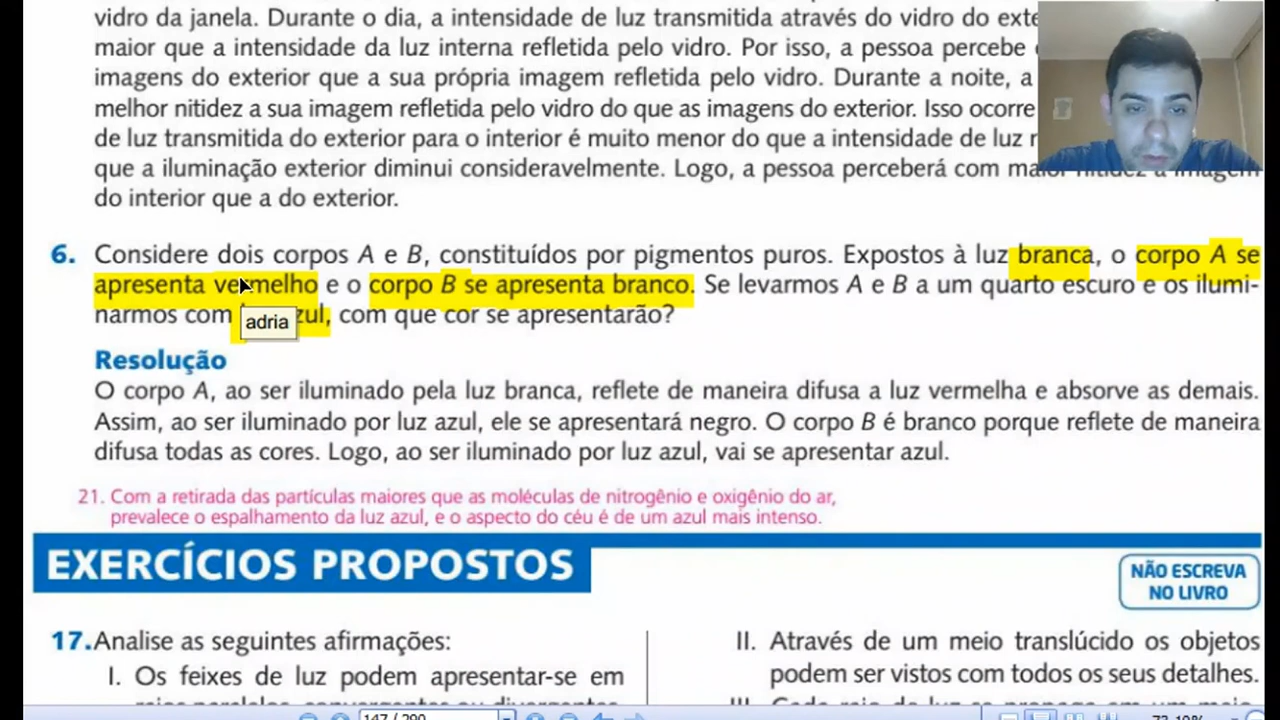 vidro da janela. Durante o dia, a intensidade de luz transmitida através do vidro do
maior que a intensidade da luz interna refletida pelo vidro. Por isso, a pessoa percebe
imagens do exterior que a sua própria imagem refletida pelo vidro. Durante a noite, a
melhor nitidez a sua imagem refletida pelo vidro do que as imagens do exterior. Isso ocorre
de luz transmitida do exterior para o interior é muito menor do que a intensidade de luz
que a iluminação exterior diminui consideravelmente. Logo, a pessoa perceberá com maior nitidez a imagem
do interior que a do exterior.
6. Considere dois corpos A e B, constituídos por pigmentos puros. Expostos à luz branca, o corpo A se
apresenta vermelho e o corpo B se apresenta branco. Se levarmos A e B a um quarto escuro e os ilumi-
narmos com zul, com que cor se apresentarão?
adria
Resolução
O corpo A, ao ser iluminado pela luz branca, reflete de maneira difusa a luz vermelha e absorve as demais.
Assim, ao ser iluminado por luz azul, ele se apresentará negro. O corpo B é branco porque reflete de maneira
difusa todas as cores. Logo, ao ser iluminado por luz azul, vai se apresentar azul.
21. Com a retirada das partículas maiores que as moléculas de nitrogênio e oxigênio do ar,
prevalece o espalhamento da luz azul, e o aspecto do céu é de um azul mais intenso.
EXERCÍCIOS PROPOSTOS
NÃO ESCREVA
NO LIVRO
17. Analise as seguintes afirmações:
I. Os feixes de luz podem apresentar-se em
II. Através de um meio translúcido os objetos
podem ser vistos com todos os seus detalhes.
147 / 290